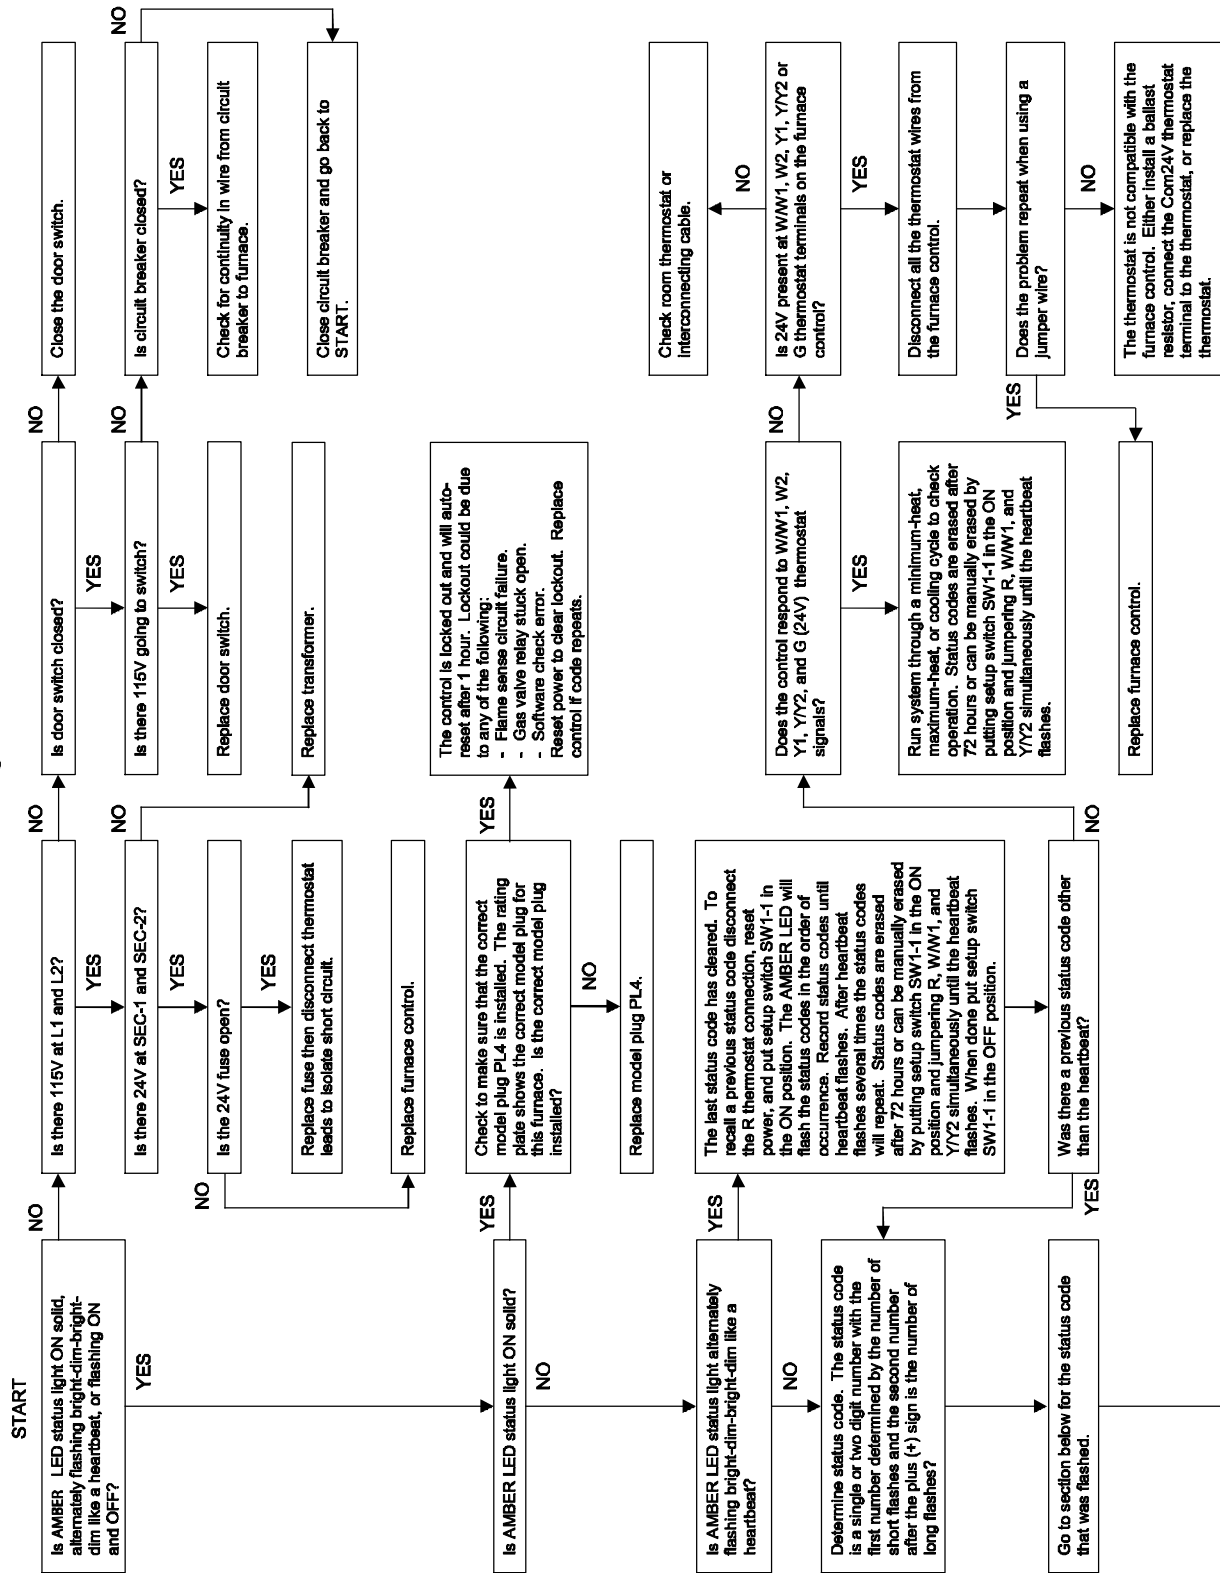 START
Is AMBER LED status light ON solid,
alternately flashing bright-dim-bright-
dim like a heartbeat, or flashing ON
and OFF?
NO
YES
Is there 115V at L1 and L2?
NO
YES
Is door switch closed?
NO
YES
Close the door switch.
Is there 115V going to switch?
NO
YES
Is circuit breaker closed?
NO
YES
Replace door switch.
Check for continuity in wire from circuit
breaker to furnace.
Close circuit breaker and go back to
START.
Is there 24V at SEC-1 and SEC-2?
NO
YES
Replace transformer.
Is the 24V fuse open?
NO
YES
Replace fuse then disconnect thermostat
leads to isolate short circuit.
Replace furnace control.
Is AMBER LED status light ON solid?
YES
NO
Check to make sure that the correct
model plug PL4 is installed. The rating
plate shows the correct model plug for
this furnace. Is the correct model plug
installed?
YES
NO
The control is locked out and will auto-
reset after 1 hour. Lockout could be due
to any of the following:
- Flame sense circuit failure.
- Gas valve relay stuck open.
- Software check error.
Reset power to clear lockout. Replace
control if code repeats.
Replace model plug PL4.
Is AMBER LED status light alternately
flashing bright-dim-bright-dim like a
heartbeat?
YES
NO
The last status code has cleared. To
recall a previous status code disconnect
the R thermostat connection, reset
power, and put setup switch SW1-1 in
the ON position. The AMBER LED will
flash the status codes in the order of
occurrence. Record status codes until
heartbeat flashes. After heartbeat
flashes several times the status codes
will repeat. Status codes are erased
after 72 hours or can be manually erased
by putting setup switch SW1-1 in the ON
position and jumpering R, W/W1, and
Y/Y2 simultaneously until the heartbeat
flashes. When done put setup switch
SW1-1 in the OFF position.
Was there a previous status code other
than the heartbeat?
YES
NO
Determine status code. The status code
is a single or two digit number with the
first number determined by the number of
short flashes and the second number
after the plus (+) sign is the number of
long flashes?
Go to section below for the status code
that was flashed.
Does the control respond to W/W1, W2,
Y1, Y/Y2, and G (24V) thermostat
signals?
NO
YES
Run system through a minimum-heat,
maximum-heat, or cooling cycle to check
operation. Status codes are erased after
72 hours or can be manually erased by
putting setup switch SW1-1 in the ON
position and jumpering R, W/W1, and
Y/Y2 simultaneously until the heartbeat
flashes.
Is 24V present at W/W1, W2, Y1, Y/Y2 or
G thermostat terminals on the furnace
control?
NO
YES
Check room thermostat or
interconnecting cable.
Disconnect all the thermostat wires from
the furnace control.
Does the problem repeat when using a
jumper wire?
YES
NO
Replace furnace control.
The thermostat is not compatible with the
furnace control. Either install a ballast
resistor, connect the Com24V thermostat
terminal to the thermostat, or replace the
thermostat.